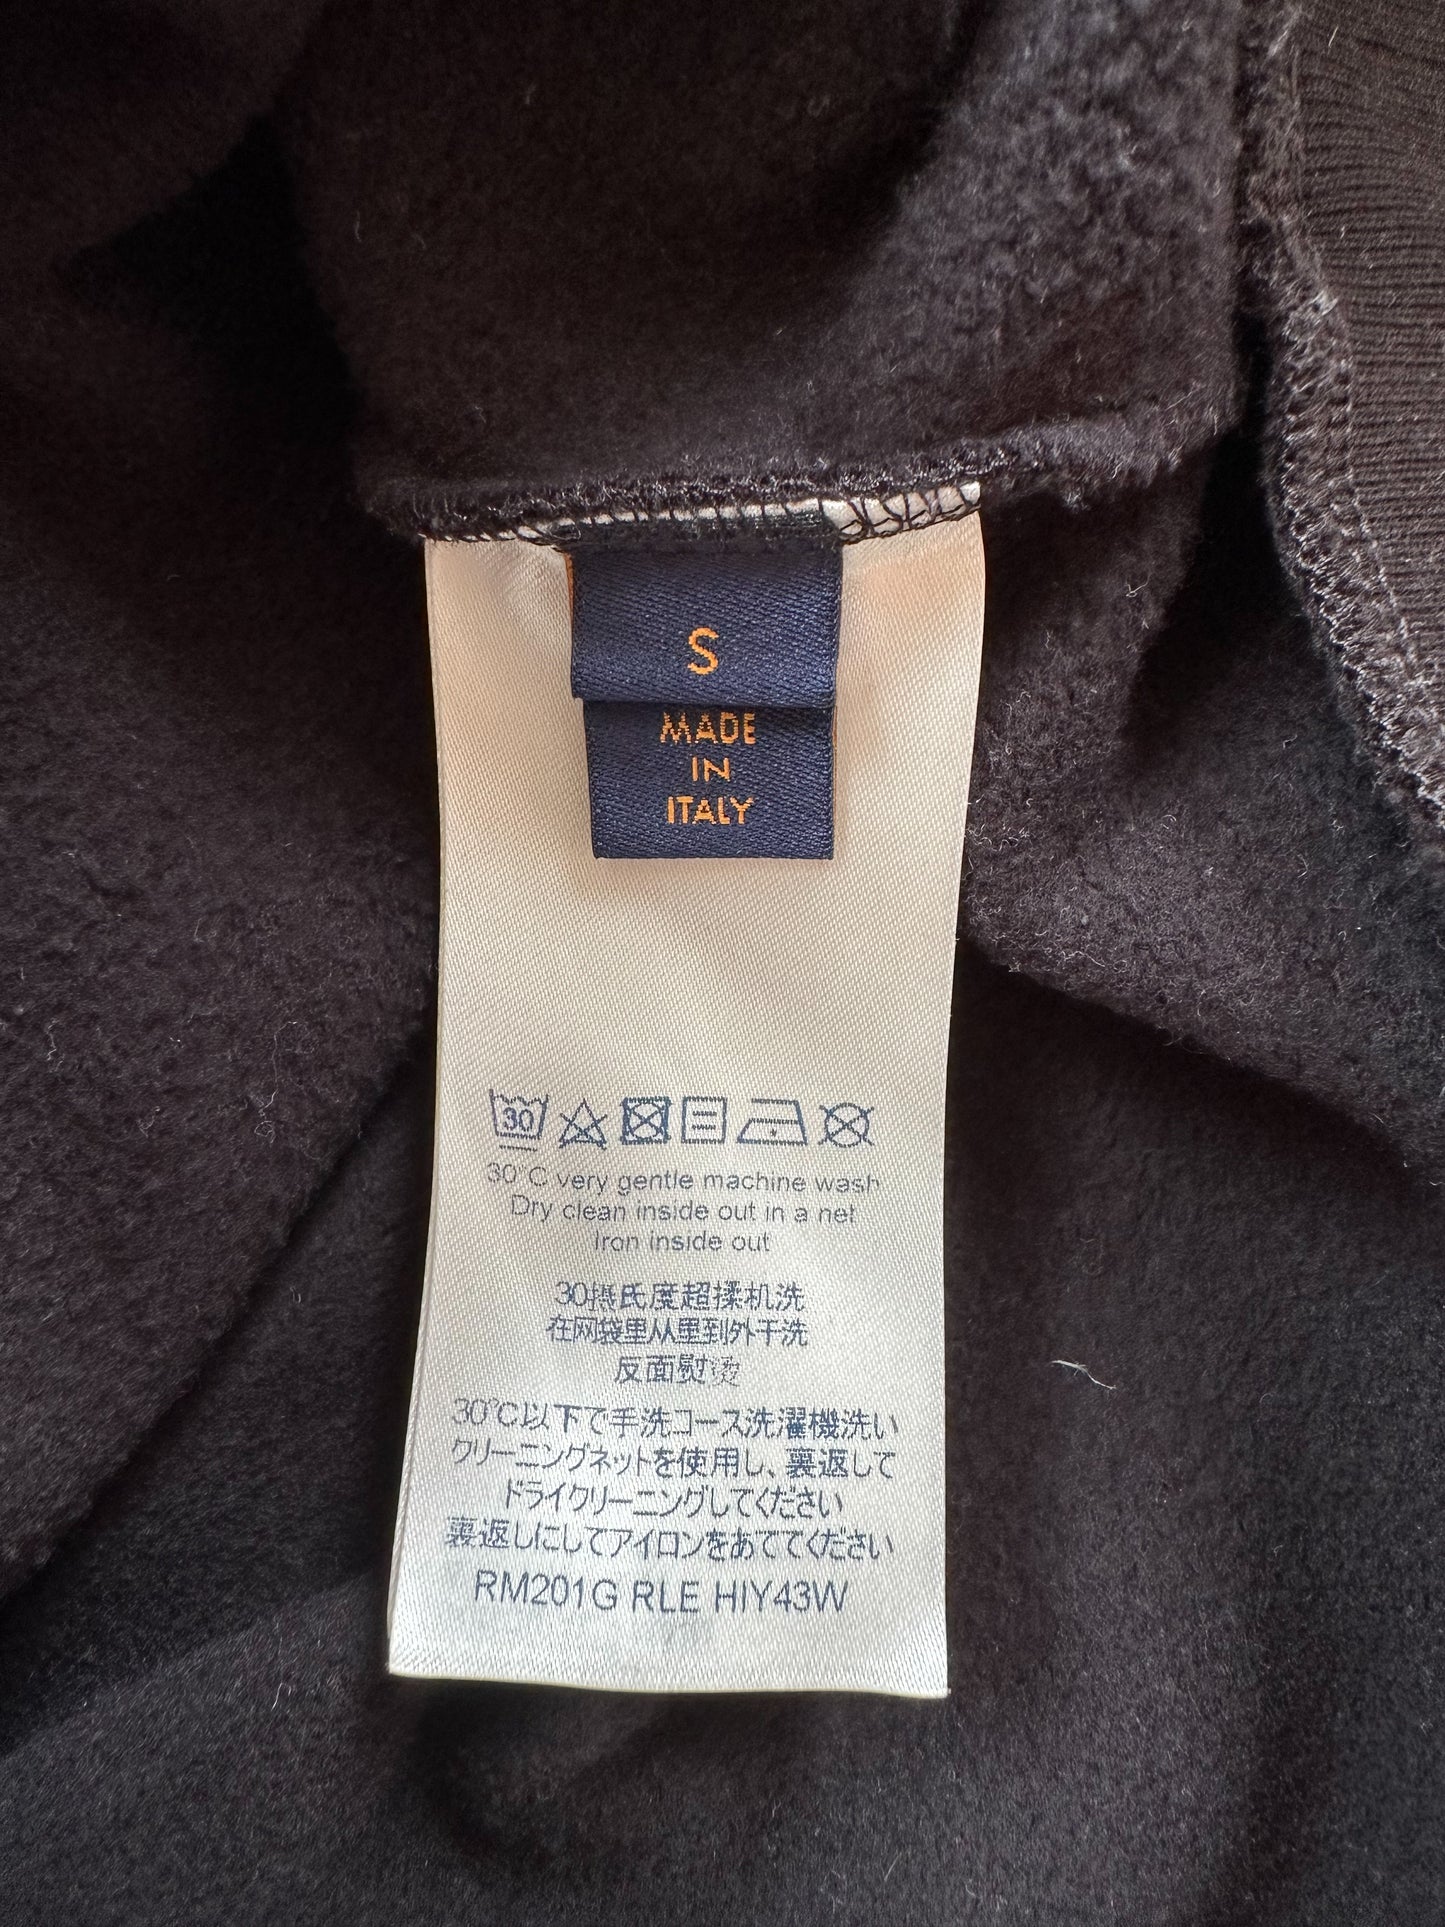 S
MADE
IN
ITALY
30
30°C very gentle machine wash
Dry clean inside out in a net
Iron inside out
30摄氏度超揉机洗
在网袋里从里到外干洗
反面熨烫
30℃以下で手洗コース洗濯機洗い
クリーニングネットを使用し、裏返して
ドライクリーニングしてください
裏返しにしてアイロンをあててください
RM201G RLE HIY43W